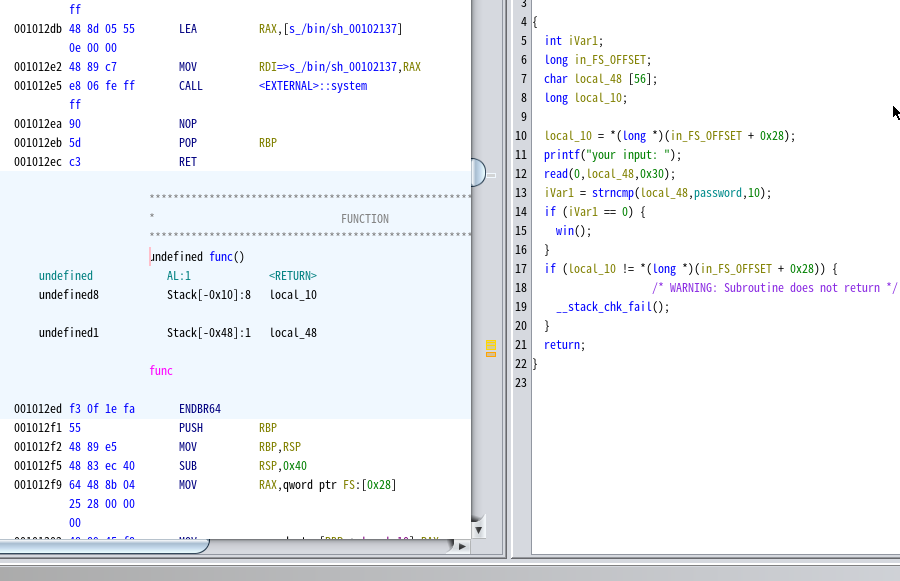 ff
001012db 48 8d 05 55 LEA RAX,[s_/bin/sh_00102137]
0e 00 00
001012e2 48 89 c7 MOV RDI=>s_/bin/sh_00102137,RAX
001012e5 e8 06 fe ff CALL <EXTERNAL>::system
ff
001012ea 90 NOP
001012eb 5d POP RBP
001012ec c3 RET
******************************************************
* FUNCTION
******************************************************
undefined func()
undefined AL:1 <RETURN>
undefined8 Stack[-0x10]:8 local_10
undefined1 Stack[-0x48]:1 local_48
func
001012ed f3 0f 1e fa ENDBR64
001012f1 55 PUSH RBP
001012f2 48 89 e5 MOV RBP,RSP
001012f5 48 83 ec 40 SUB RSP,0x40
001012f9 64 48 8b 04 MOV RAX,qword ptr FS:[0x28]
25 28 00 00
00
3
4 {
5 int iVar1;
6 long in_FS_OFFSET;
7 char local_48 [56];
8 long local_10;
9
10 local_10 = *(long *)(in_FS_OFFSET + 0x28);
11 printf("your input: ");
12 read(0,local_48,0x30);
13 iVar1 = strncmp(local_48,password,10);
14 if (iVar1 == 0) {
15 win();
16 }
17 if (local_10 != *(long *)(in_FS_OFFSET + 0x28)) {
18 /* WARNING: Subroutine does not return */
19 __stack_chk_fail();
20 }
21 return;
22 }
23